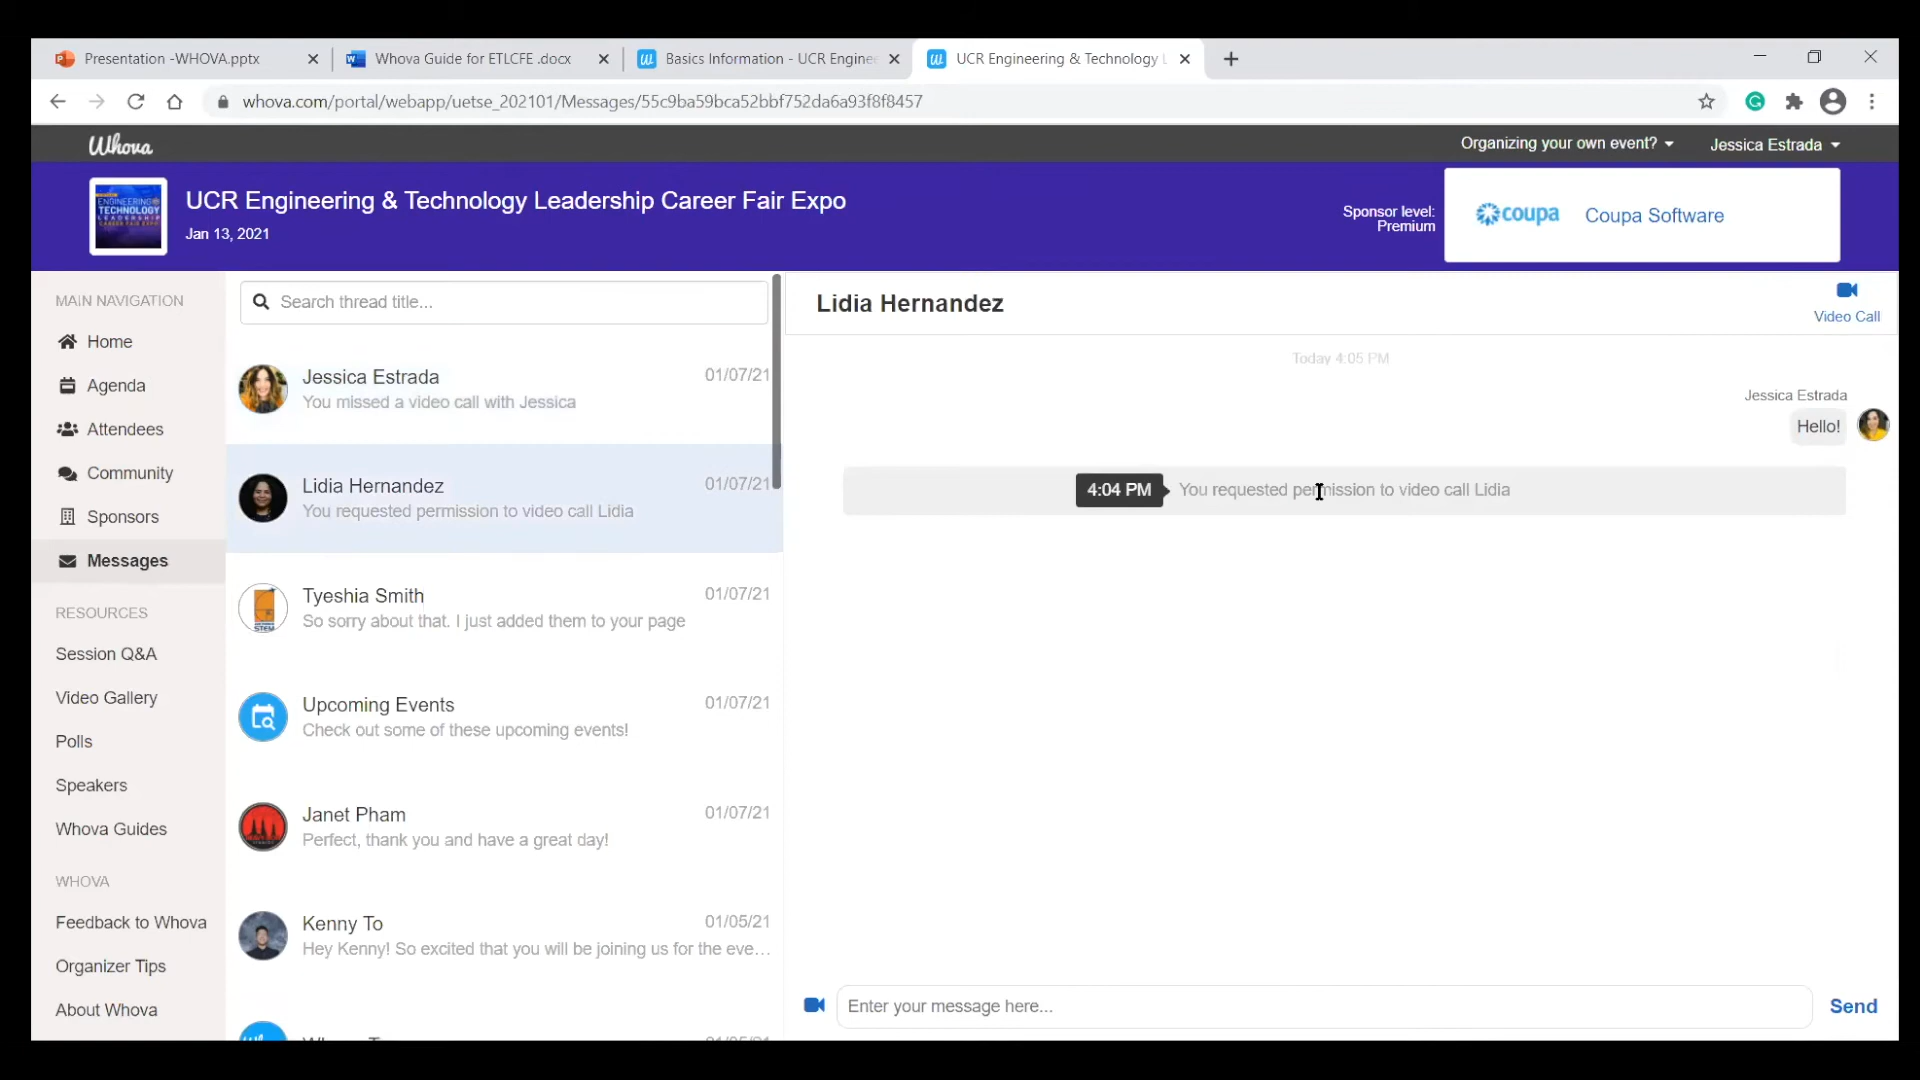 Presentation -WHOVA.pptx
Whova Guide for ETLCFE .docx
Basics Information - UCR Enginee
UCR Engineering & Technology L
whova.com/portal/webapp/uetse_202101/Messages/55c9ba59bca52bbf752da6a93f8f8457
Whova
Organizing your own event?
Jessica Estrada
ENGINEERING
TECHNOLOGY
LEADERSHIP
CAREER FAIR EXPO
UCR Engineering & Technology Leadership Career Fair Expo
Jan 13, 2021
Sponsor level:
Premium
coupa
Coupa Software
MAIN NAVIGATION
Home
Agenda
Attendees
Community
Sponsors
Messages
RESOURCES
Session Q&A
Video Gallery
Polls
Speakers
Whova Guides
WHOVA
Feedback to Whova
Organizer Tips
About Whova
Search thread title...
Jessica Estrada
01/07/21
You missed a video call with Jessica
Lidia Hernandez
01/07/21
You requested permission to video call Lidia
Tyeshia Smith
01/07/21
So sorry about that. I just added them to your page
STEM
Upcoming Events
01/07/21
Check out some of these upcoming events!
Janet Pham
01/07/21
Perfect, thank you and have a great day!
Kenny To
01/05/21
Hey Kenny! So excited that you will be joining us for the eve...
Lidia Hernandez
Video Call
Today 4:05 PM
Jessica Estrada
Hello!
4:04 PM
You requested permission to video call Lidia
Enter your message here...
Send